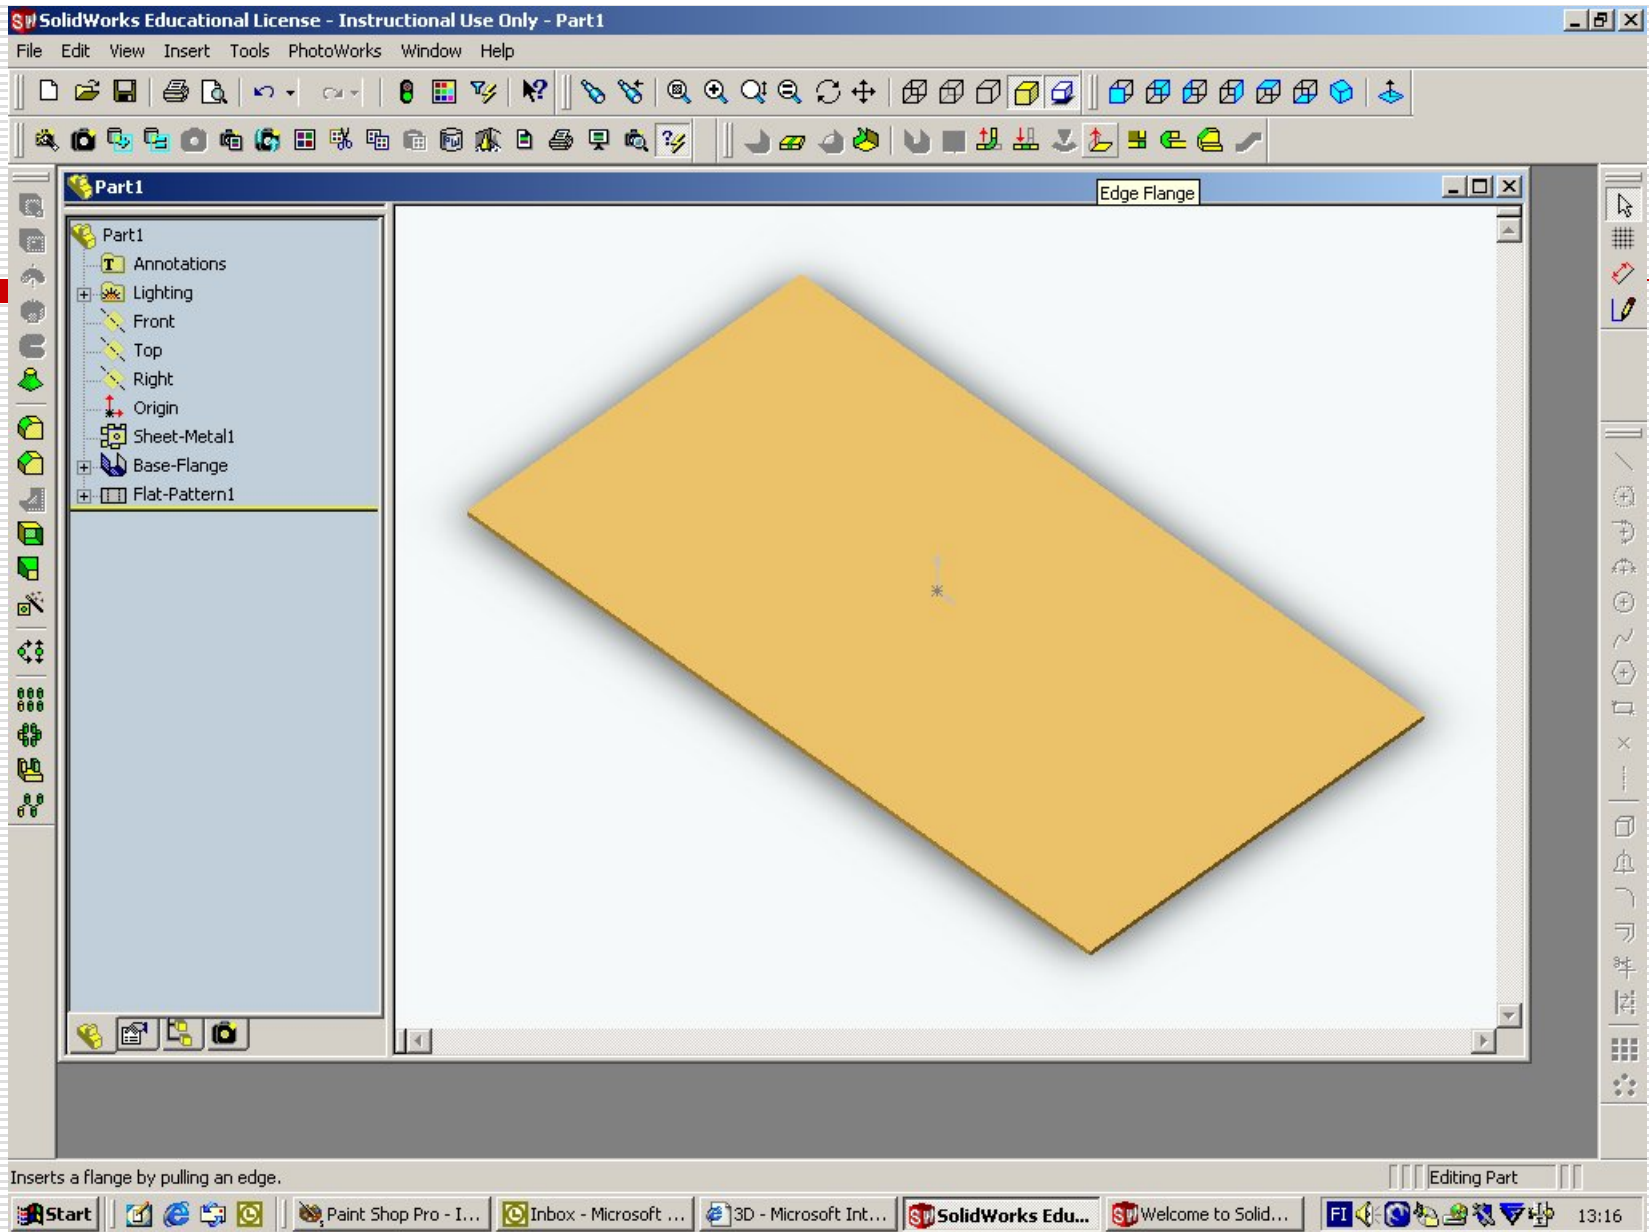 SolidWorks Educational License - Instructional Use Only - Part1
File Edit View Insert Tools PhotoWorks Window Help
Part1
Edge Flange
Part1
Annotations
Lighting
Front
Top
Right
Origin
Sheet-Metal1
Base-Flange
Flat-Pattern1
Inserts a flange by pulling an edge.
Editing Part
Start Paint Shop Pro - I... Inbox - Microsoft ... 3D - Microsoft Int... SolidWorks Edu... Welcome to Solid... FI 13:16